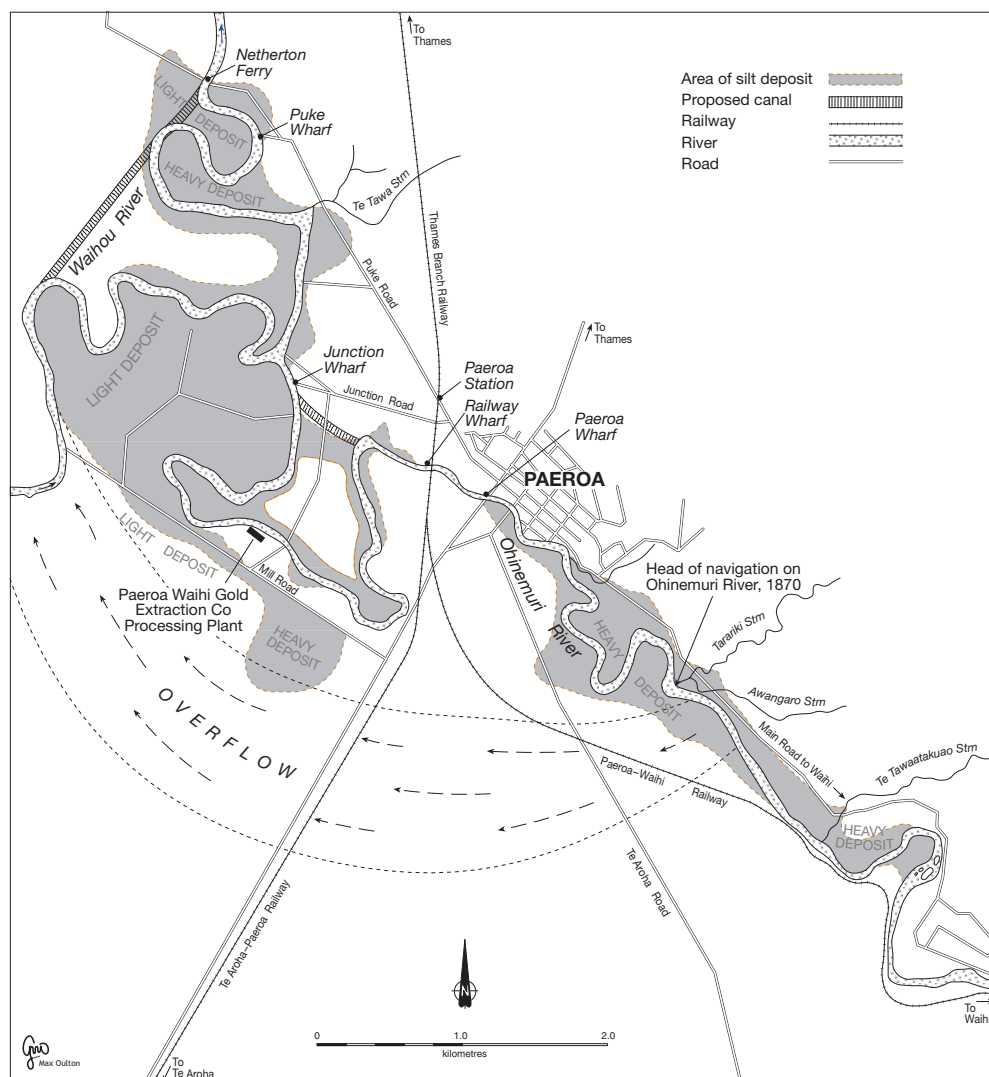 To
Thames
Netherton
Ferry
LIGHT DEPOSIT
Puke
Wharf
HEAVY DEPOSIT
Te Tawa Stm
Waihou River
Thames Branch Railway
Puke Road
Area of silt deposit
Proposed canal
Railway
River
Road
To
Thames
LIGHT DEPOSIT
Junction
Wharf
Junction Road
Paeroa
Station
Railway
Wharf
Paeroa
Wharf
PAEROA
LIGHT DEPOSIT
Mill Road
Paeroa Waihi Gold
Extraction Co
Processing Plant
HEAVY
DEPOSIT
Ohinemuri
River
Head of navigation on
Ohinemuri River, 1870
Tarariki Stm
HEAVY
DEPOSIT
Awangaro Stm
Main Road to Waihi
Te Tawaatakuao Stm
OVERFLOW
Paeroa–Waihi Railway
HEAVY
DEPOSIT
Te Aroha–Paeroa Railway
Te Aroha Road
N
0 1.0 2.0
kilometres
To
Waihi
Max Oulton
To
Te Aroha